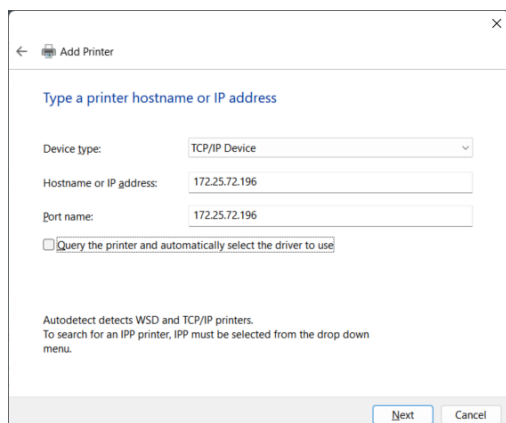 Add Printer
Type a printer hostname or IP address
Device type:
TCP/IP Device
Hostname or IP address:
172.25.72.196
Port name:
172.25.72.196
Query the printer and automatically select the driver to use
Autodetect detects WSD and TCP/IP printers.
To search for an IPP printer, IPP must be selected from the drop down
menu.
Next
Cancel